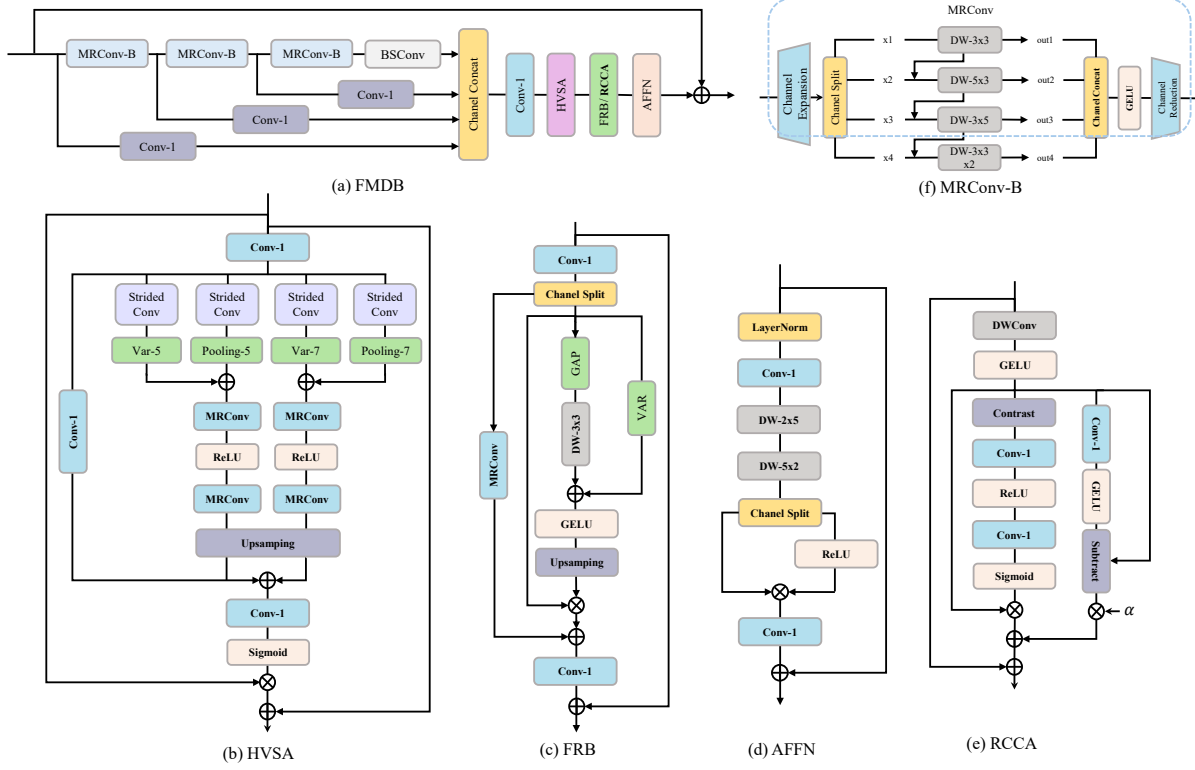 MRConv-B
MRConv-B
MRConv-B
BSConv
Conv-1
Conv-1
Conv-1
Chanel Concat
Conv-1
HVSA
FRB/ RCCA
AFFN
(a) FMDB
MRConv
Channel
Expansion
Channel Split
x1
DW-3x3
out1
x2
DW-5x3
out2
x3
DW-3x5
out3
x4
DW-3x3
x2
out4
Chanel Concat
GELU
Channel
Reduction
(f) MRConv-B
Conv-1
Strided
Conv
Strided
Conv
Strided
Conv
Strided
Conv
Var-5
Pooling-5
Var-7
Pooling-7
Conv-1
MRConv
MRConv
ReLU
ReLU
MRConv
MRConv
Upsamping
Conv-1
Sigmoid
(b) HVSA
Conv-1
Chanel Split
GAP
DW-3x3
VAR
MRConv
GELU
Upsamping
Conv-1
(c) FRB
LayerNorm
Conv-1
DW-2x5
DW-5x2
Chanel Split
ReLU
Conv-1
(d) AFFN
DWConv
GELU
Contrast
Conv-1
ReLU
Conv-1
Sigmoid
Conv-1
GELU
Subtract
α
(e) RCCA